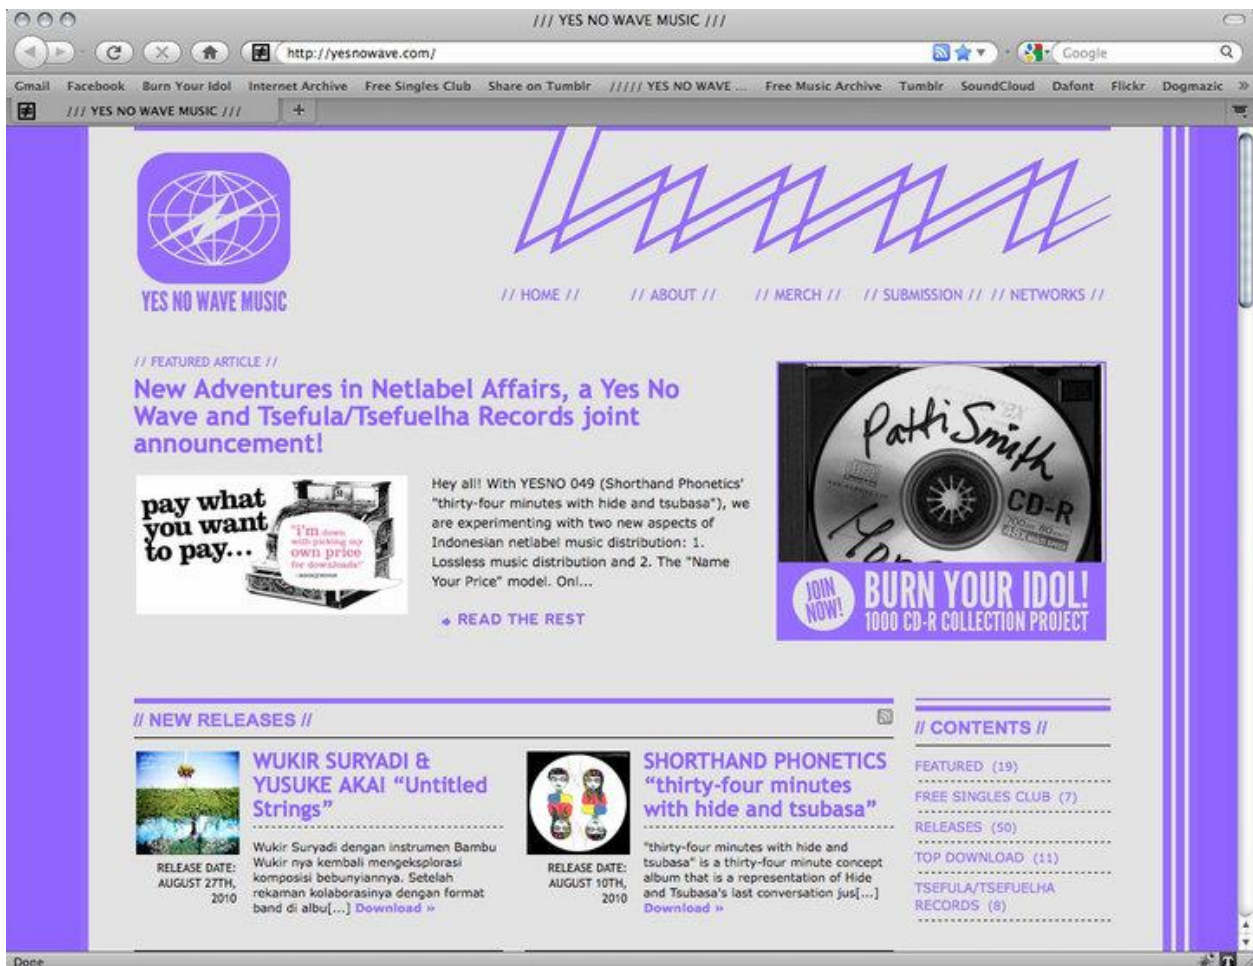 /// YES NO WAVE MUSIC ///
http://yesnowave.com/
Google
Gmail Facebook Burn Your Idol Internet Archive Free Singles Club Share on Tumblr ///// YES NO WAVE ... Free Music Archive Tumblr SoundCloud Dafont Flickr Dogmazic »
/// YES NO WAVE MUSIC /// +
YES NO WAVE MUSIC
// HOME // // ABOUT // // MERCH // // SUBMISSION // // NETWORKS //
// FEATURED ARTICLE //
New Adventures in Netlabel Affairs, a Yes No
Wave and Tsefula/Tsefuelha Records joint
announcement!
pay what
you want
to pay...
"i'm down
with picking my
own price
for downloads!"
-anonymous
Hey all! With YESNO 049 (Shorthand Phonetics'
"thirty-four minutes with hide and tsubasa"), we
are experimenting with two new aspects of
Indonesian netlabel music distribution: 1.
Lossless music distribution and 2. The "Name
Your Price" model. Onl...
READ THE REST
Patti Smith
CD-R
JOIN
NOW!
BURN YOUR IDOL!
1000 CD-R COLLECTION PROJECT
// NEW RELEASES //
WUKIR SURYADI &
YUSUKE AKAI “Untitled
Strings”
Wukir Suryadi dengan instrumen Bambu
Wukir nya kembali mengeksplorasi
komposisi bebunyiannya. Setelah
rekaman kolaborasinya dengan format
band di albu[...] Download »
RELEASE DATE:
AUGUST 27TH,
2010
SHORTHAND PHONETICS
“thirty-four minutes
with hide and tsubasa”
"thirty-four minutes with hide and
tsubasa" is a thirty-four minute concept
album that is a representation of Hide
and Tsubasa's last conversation jus[...]
Download »
RELEASE DATE:
AUGUST 10TH,
2010
// CONTENTS //
FEATURED (19)
FREE SINGLES CLUB (7)
RELEASES (50)
TOP DOWNLOAD (11)
TSEFULA/TSEFUELHA
RECORDS (8)
Done